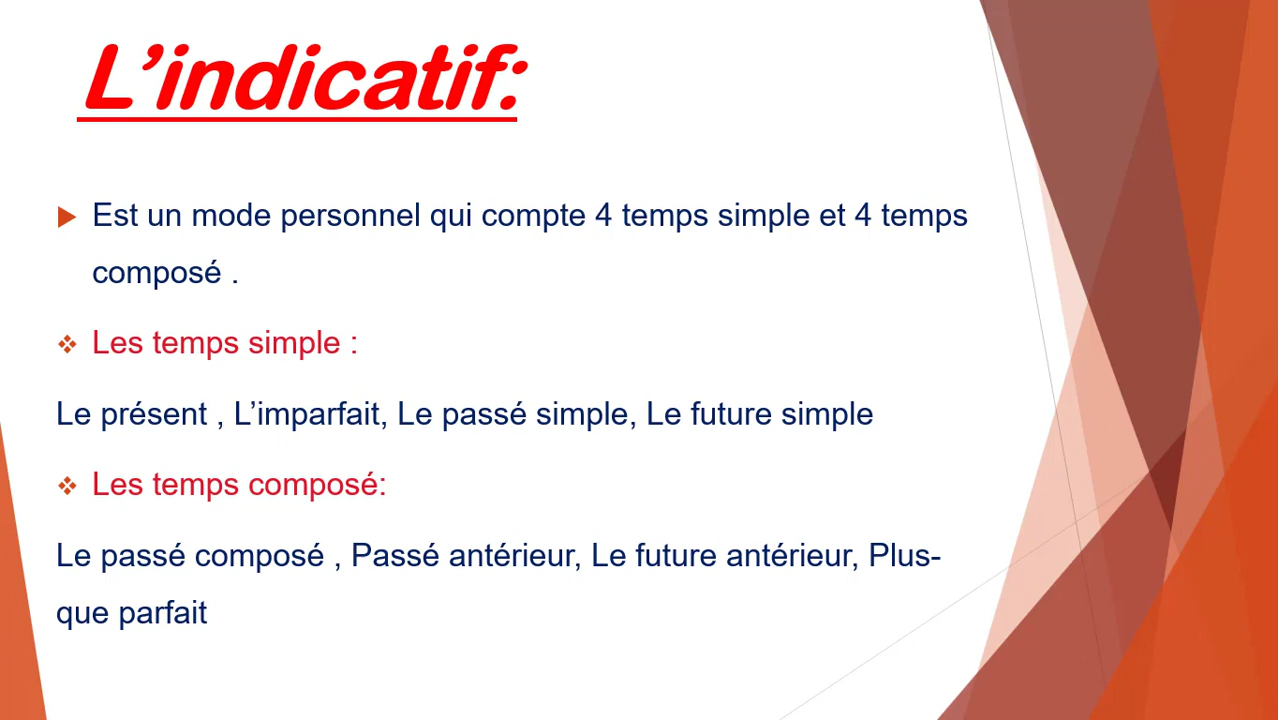 L’indicatif:
Est un mode personnel qui compte 4 temps simple et 4 temps
composé .
Les temps simple :
Le présent , L’imparfait, Le passé simple, Le future simple
Les temps composé:
Le passé composé , Passé antérieur, Le future antérieur, Plus-
que parfait